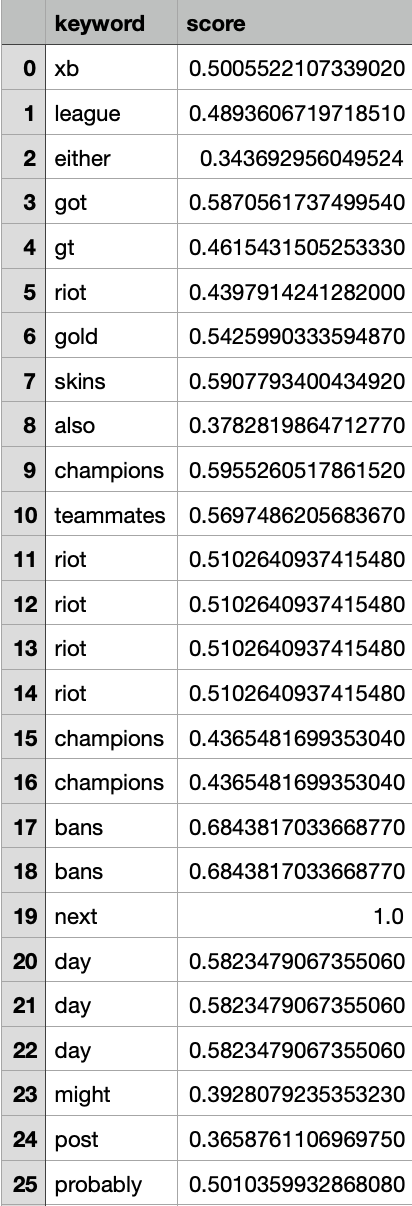 keyword score
0 xb 0.5005522107339020
1 league 0.4893606719718510
2 either 0.343692956049524
3 got 0.5870561737499540
4 gt 0.4615431505253330
5 riot 0.4397914241282000
6 gold 0.5425990333594870
7 skins 0.5907793400434920
8 also 0.3782819864712770
9 champions 0.5955260517861520
10 teammates 0.5697486205683670
11 riot 0.5102640937415480
12 riot 0.5102640937415480
13 riot 0.5102640937415480
14 riot 0.5102640937415480
15 champions 0.4365481699353040
16 champions 0.4365481699353040
17 bans 0.6843817033668770
18 bans 0.6843817033668770
19 next 1.0
20 day 0.5823479067355060
21 day 0.5823479067355060
22 day 0.5823479067355060
23 might 0.3928079235353230
24 post 0.3658761106969750
25 probably 0.5010359932868080